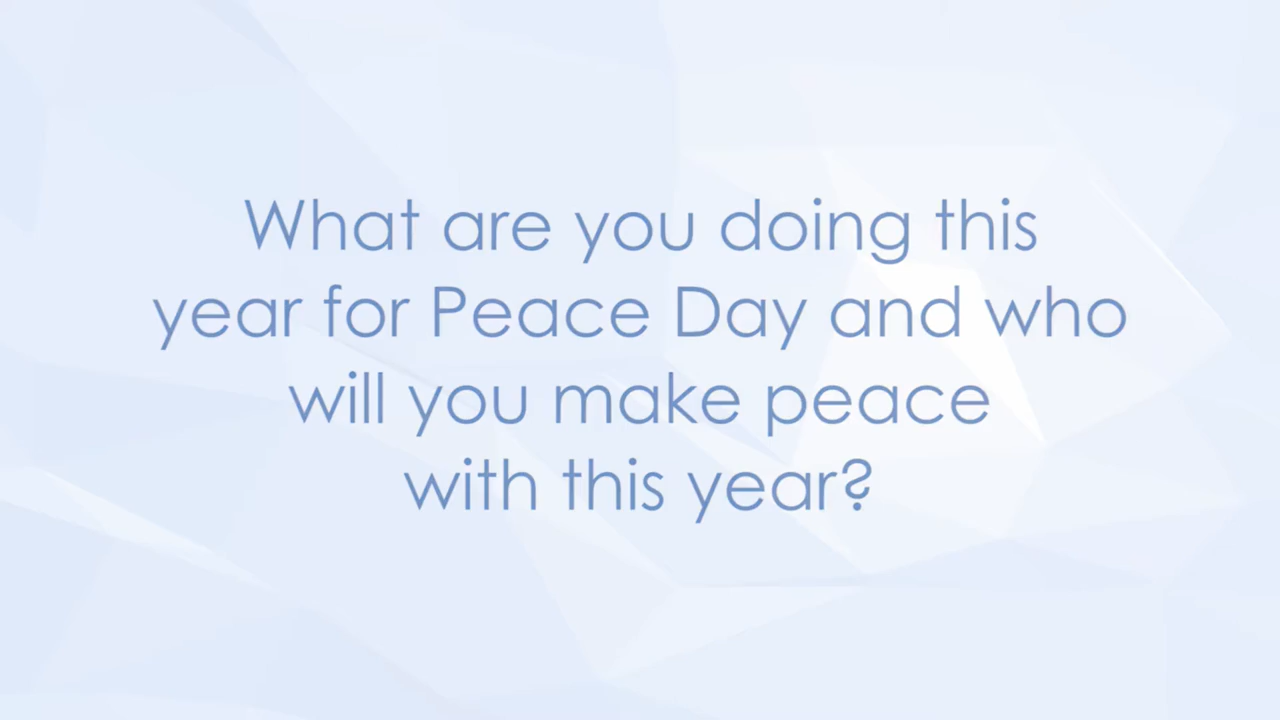 What are you doing this
year for Peace Day and who
will you make peace
with this year?